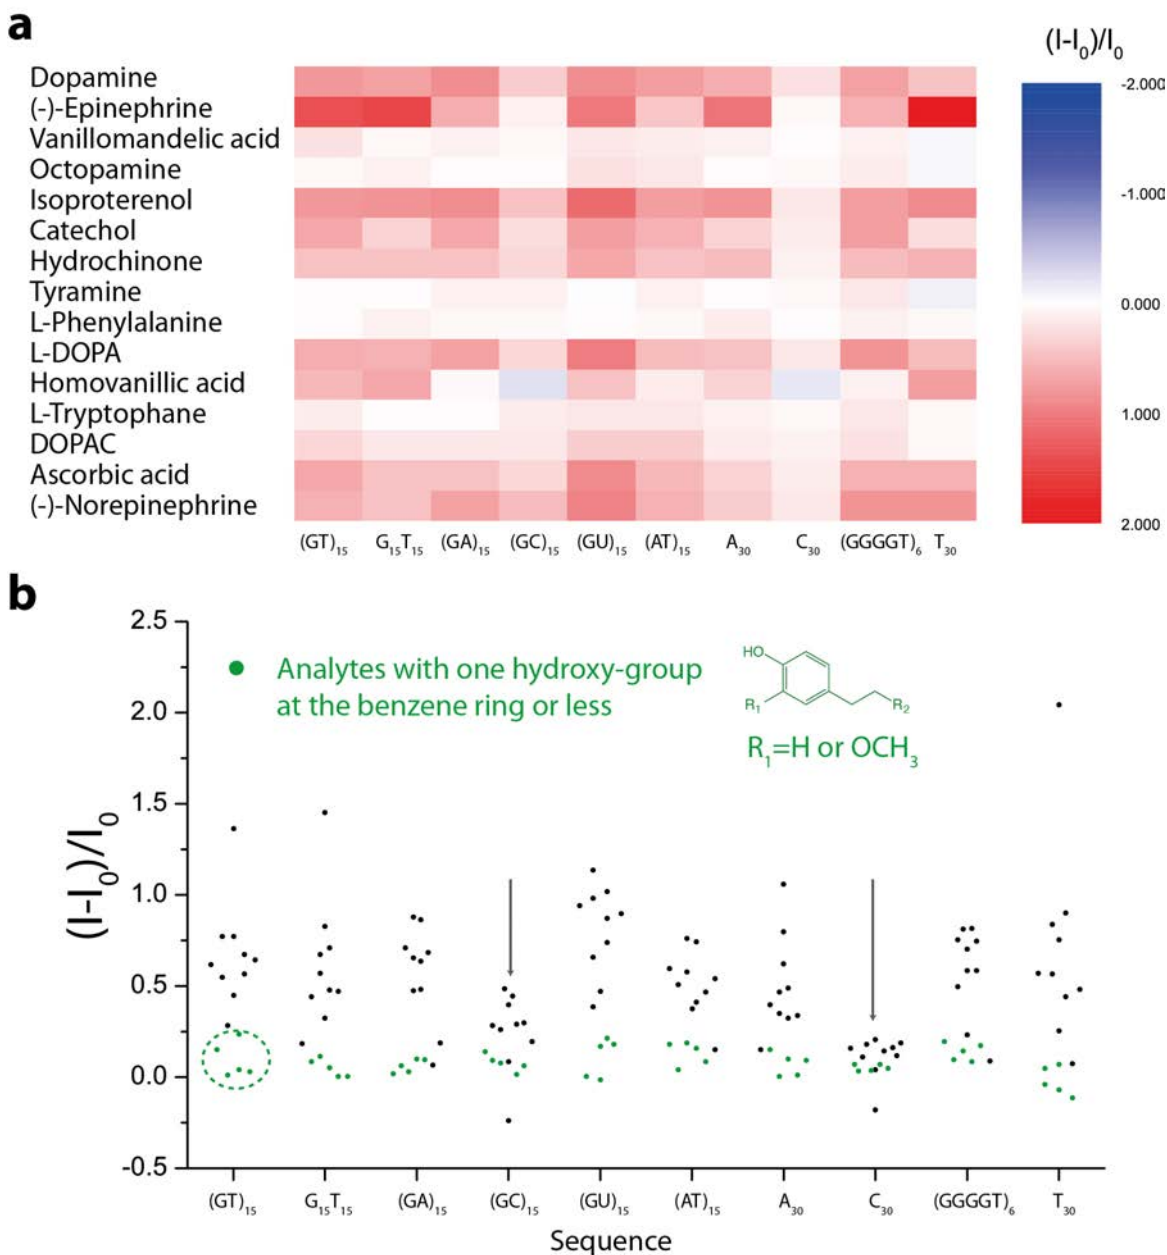 a
(I-I₀)/I₀
Dopamine
(-)-Epinephrine
Vanillomandelic acid
Octopamine
Isoproterenol
Catechol
Hydrochinone
Tyramine
L-Phenylalanine
L-DOPA
Homovanillic acid
L-Tryptophane
DOPAC
Ascorbic acid
(-)-Norepinephrine
-2.000
-1.000
0.000
1.000
2.000
(GT)₁₅ G₁₅T₁₅ (GA)₁₅ (GC)₁₅ (GU)₁₅ (AT)₁₅ A₃₀ C₃₀ (GGGGT)₆ T₃₀
b
2.5
2.0
1.5
1.0
0.5
0.0
-0.5
(I-I₀)/I₀
Analytes with one hydroxy-group
at the benzene ring or less
HO
R₁
R₂
R₁=H or OCH₃
(GT)₁₅ G₁₅T₁₅ (GA)₁₅ (GC)₁₅ (GU)₁₅ (AT)₁₅ A₃₀ C₃₀ (GGGGT)₆ T₃₀
Sequence